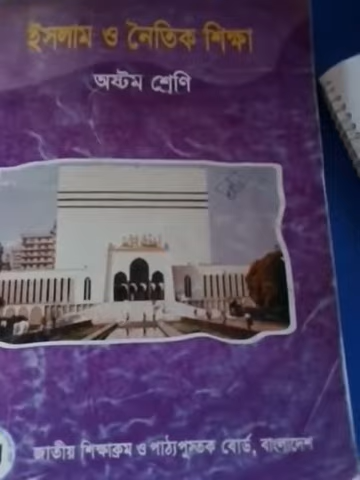 ইসলাম ও নৈতিক শিক্ষা
অষ্টম শ্রেণি
জাতীয় শিক্ষাক্রম ও পাঠ্যপুস্তক বোর্ড, বাংলাদেশ